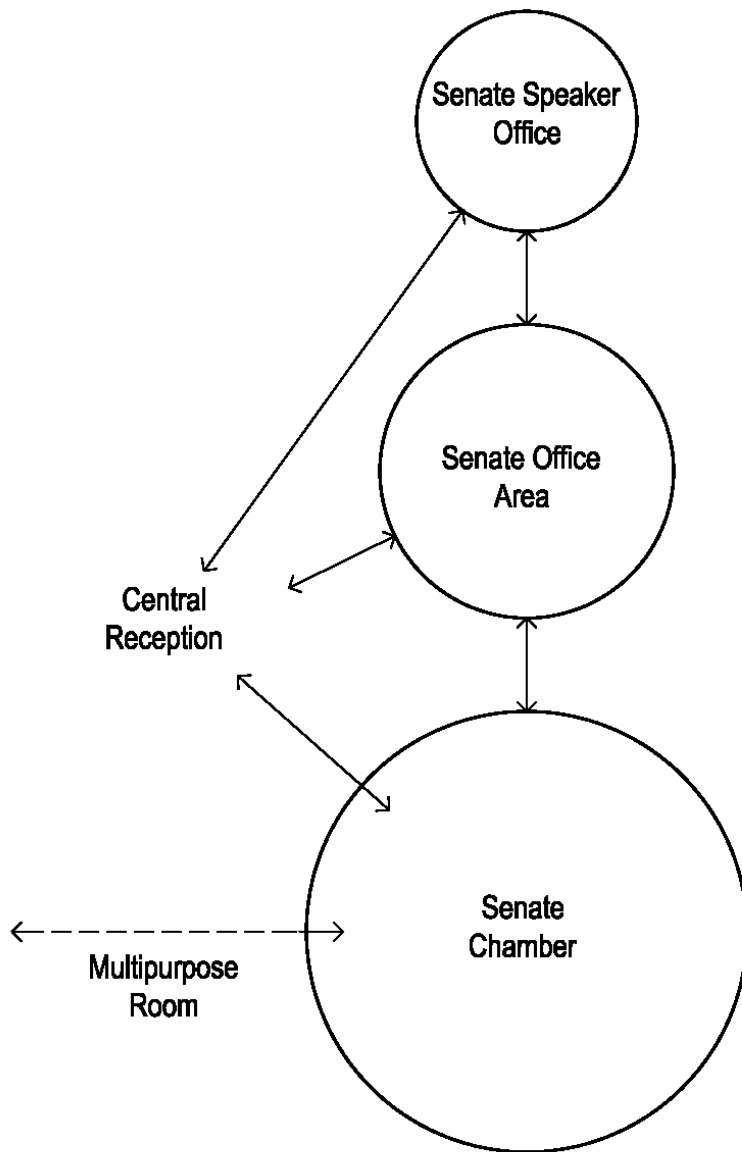 Senate Speaker
Office
Senate Office
Area
Central
Reception
Senate
Chamber
Multipurpose
Room